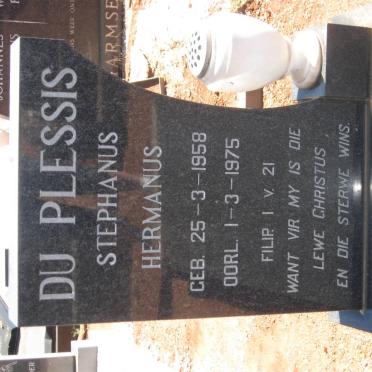 DU PLESSIS
STEPHANUS
HERMANUS
GEB. 25-3-1958
OORL. 1-3-1975
FILIP. 1 V. 21
WANT VIR MY IS DIE
LEWE CHRISTUS
EN DIE STERWE WINS.